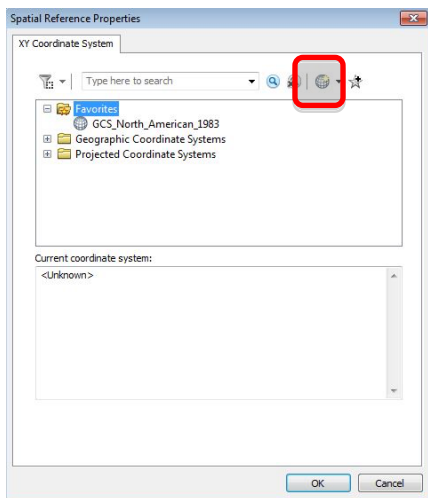 Spatial Reference Properties
XY Coordinate System
Type here to search
Favorites
GCS_North_American_1983
Geographic Coordinate Systems
Projected Coordinate Systems
Current coordinate system:
<Unknown>
OK Cancel